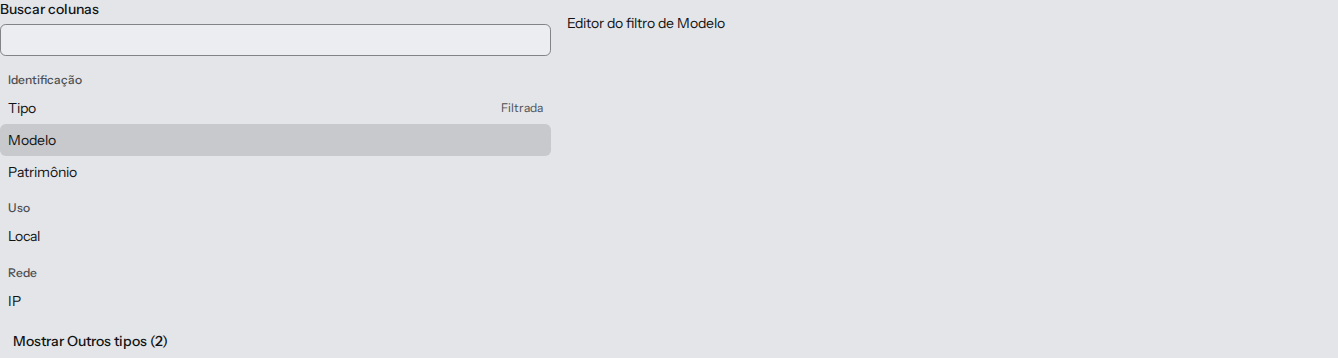 Buscar colunas
Editor do filtro de Modelo
Identificação
Tipo Filtrada
Modelo
Patrimônio
Uso
Local
Rede
IP
Mostrar Outros tipos (2)